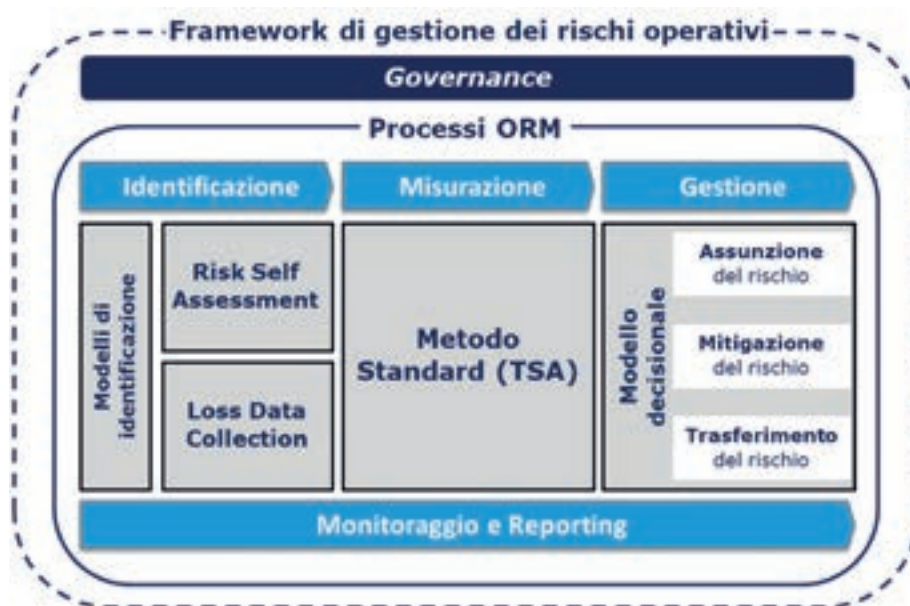 Framework di gestione dei rischi operativi
Governance
Processi ORM
Identificazione
Misurazione
Gestione
Modelli di
identificazione
Risk Self
Assessment
Loss Data
Collection
Metodo
Standard (TSA)
Modello
decisionale
Assunzione
del rischio
Mitigazione
del rischio
Trasferimento
del rischio
Monitoraggio e Reporting